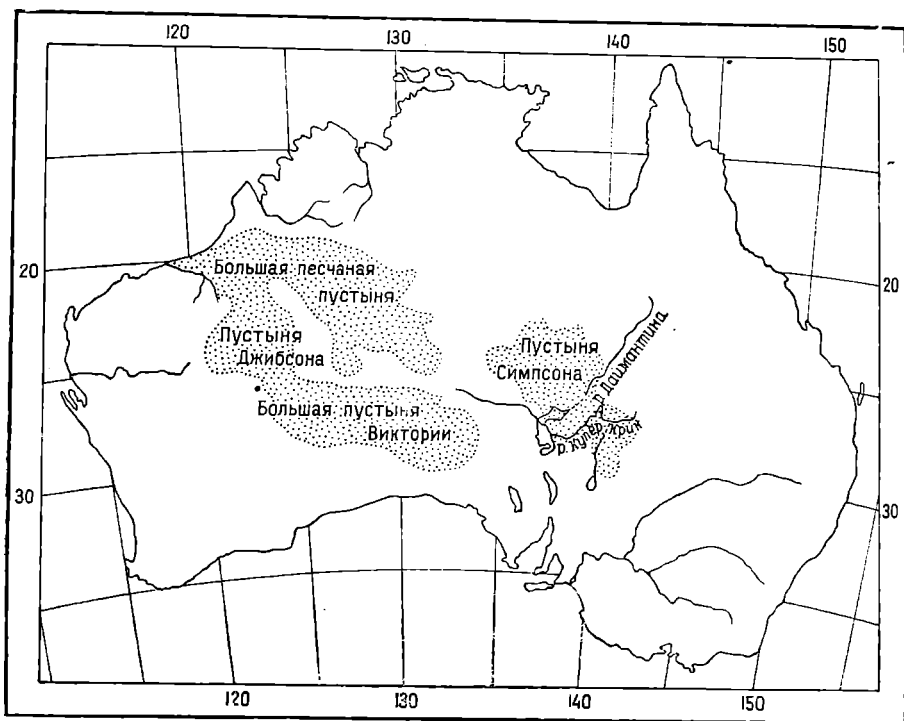 120 130 140 150
20
20
Большая песчаная
пустыня
Пустыня
Джибсона
Пустыня
Симпсона
р. Даймантина
Большая пустыня
Виктории
р. Купер-Крик
30
30
120 130 140 150